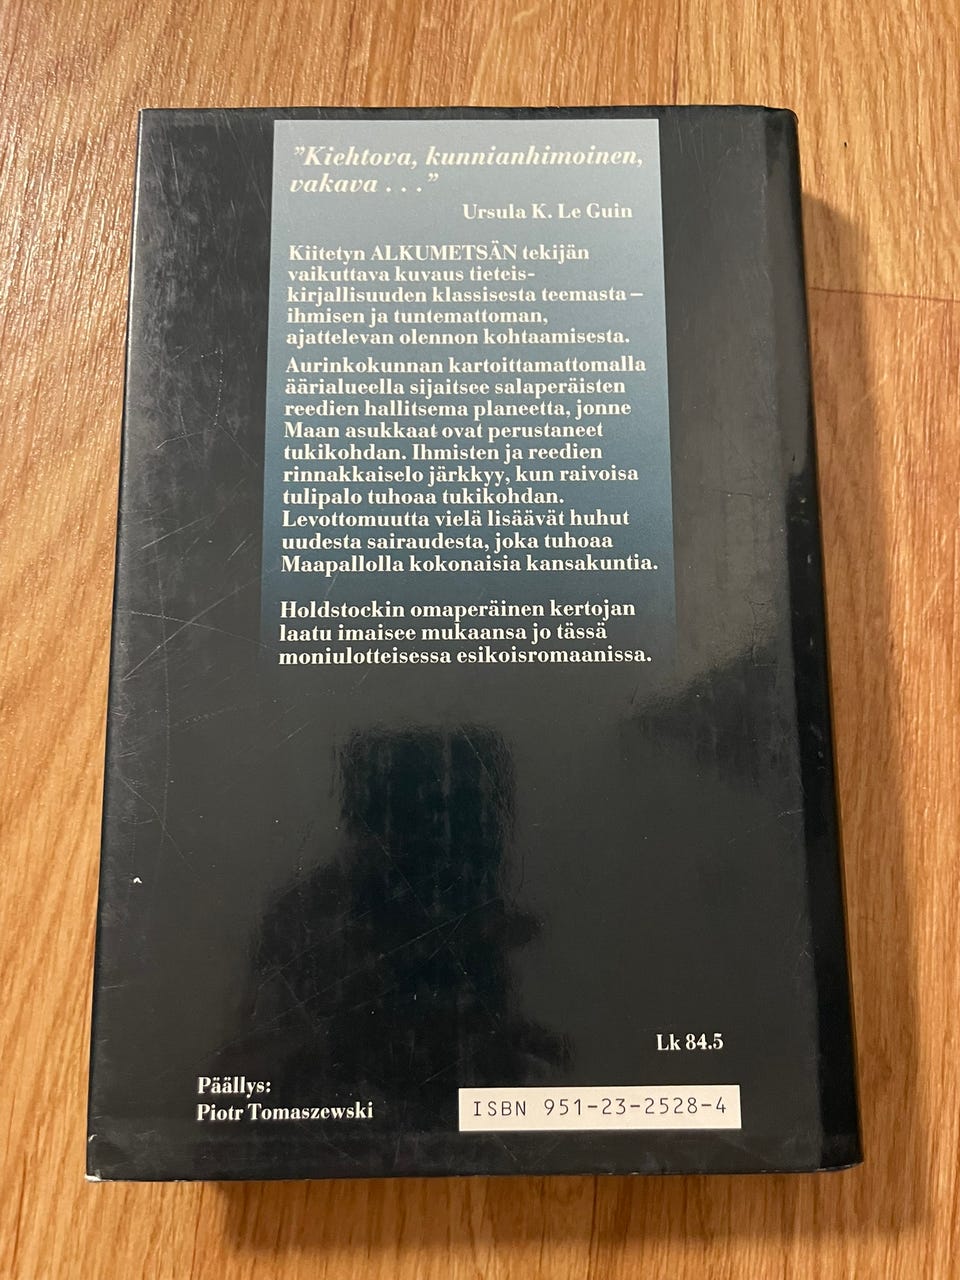 ”Kiehtova, kunnianhimoinen,
vakava . . .”
Ursula K. Le Guin
Kiitetyn ALKUMETSÄN tekijän
vaikuttava kuvaus tieteis-
kirjallisuuden klassisesta teemasta –
ihmisen ja tuntemattoman,
ajattelevan olennon kohtaamisesta.
Aurinkokunnan kartoittamattomalla
äärialueella sijaitsee salaperäisten
reedien hallitsema planeetta, jonne
Maan asukkaat ovat perustaneet
tukikohdan. Ihmisten ja reedien
rinnakkaiselo järkkyy, kun raivoisa
tulipalo tuhoaa tukikohdan.
Levottomuutta vielä lisäävät huhut
uudesta sairaudesta, joka tuhoaa
Maapallolla kokonaisia kansakuntia.
Holdstockin omaperäinen kertojan
laatu imaisee mukaansa jo tässä
moniulotteisessa esikoisromaanissa.
Lk 84.5
Päällys:
Piotr Tomaszewski
ISBN 951-23-2528-4